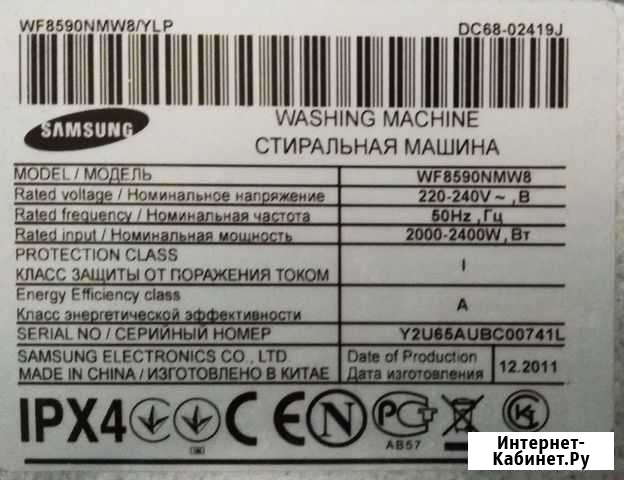 WF8590NMW8/YLP DC68-02419J
SAMSUNG
WASHING MACHINE
СТИРАЛЬНАЯ МАШИНА
MODEL / МОДЕЛЬ WF8590NMW8
Rated voltage / Номинальное напряжение 220-240V ~ , В
Rated frequency / Номинальная частота 50Hz , Гц
Rated input / Номинальная мощность 2000-2400W, Вт
PROTECTION CLASS
КЛАСС ЗАЩИТЫ ОТ ПОРАЖЕНИЯ ТОКОМ I
Energy Efficiency class
Класс энергетической эффективности A
SERIAL NO / СЕРИЙНЫЙ НОМЕР Y2U65AUBC00741L
SAMSUNG ELECTRONICS CO., LTD. Date of Production
MADE IN CHINA / ИЗГОТОВЛЕНО В КИТАЕ Дата изготовления 12.2011
IPX4 CE N РСТ
АВ57
Интернет-
Кабинет.Ру